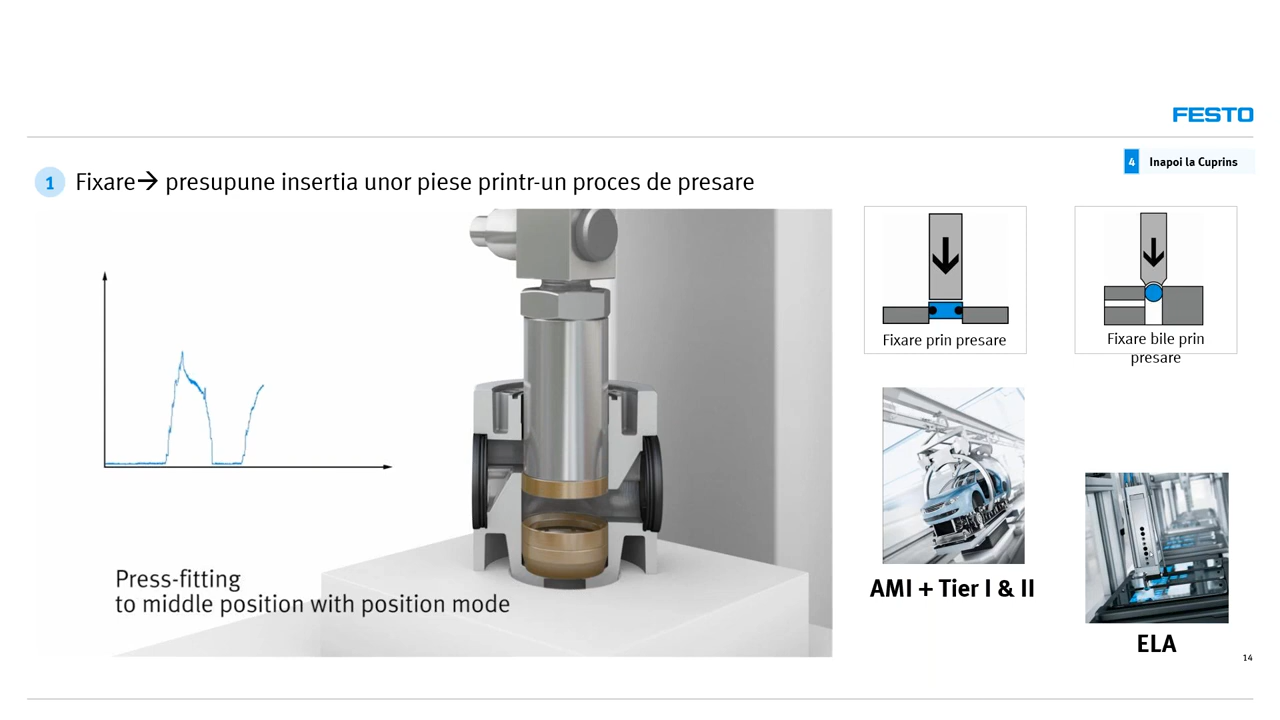 FESTO
4 Inapoi la Cuprins
1 Fixare→ presupune insertia unor piese printr-un proces de presare
Fixare prin presare
Fixare bile prin
presare
Press-fitting
to middle position with position mode
AMI + Tier I & II
ELA
14